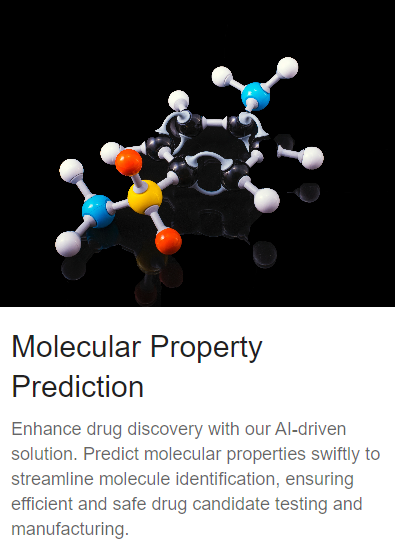 Molecular Property
Prediction
Enhance drug discovery with our AI-driven
solution. Predict molecular properties swiftly to
streamline molecule identification, ensuring
efficient and safe drug candidate testing and
manufacturing.